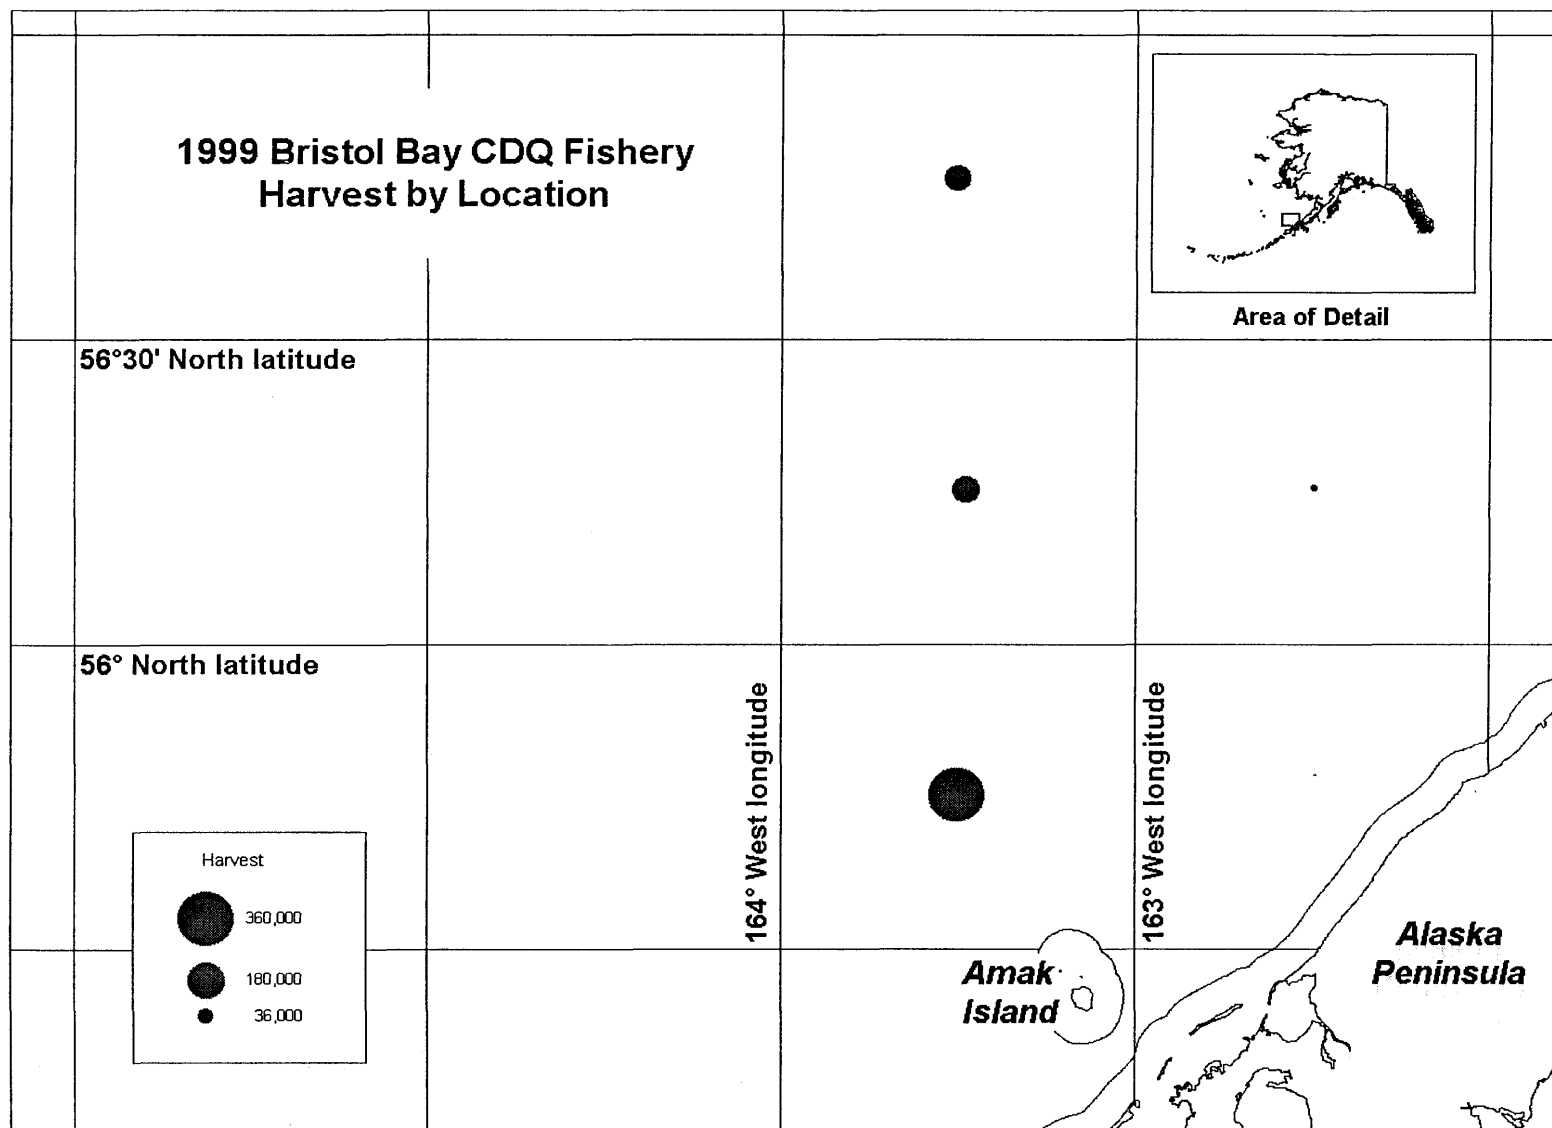 1999 Bristol Bay CDQ Fishery
Harvest by Location
Area of Detail
56°30' North latitude
56° North latitude
164° West longitude
163° West longitude
Harvest
360,000
180,000
36,000
Amak
Island
Alaska
Peninsula